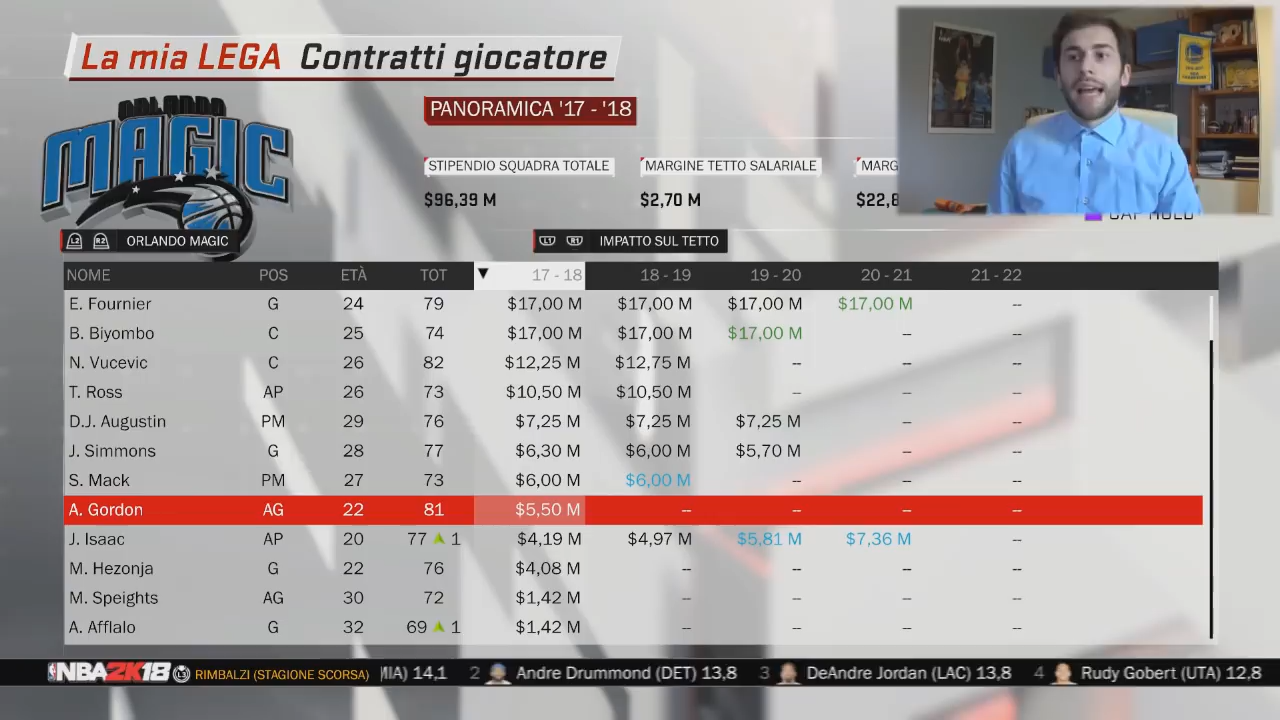 La mia LEGA Contratti giocatore
ORLANDO
MAGIC
PANORAMICA '17 - '18
STIPENDIO SQUADRA TOTALE MARGINE TETTO SALARIALE MARG
$96,39 M $2,70 M $22,8
CAP HOLD
L2 R2 ORLANDO MAGIC L1 R1 IMPATTO SUL TETTO
NOME POS ETÀ TOT 17 - 18 18 - 19 19 - 20 20 - 21 21 - 22
E. Fournier G 24 79 $17,00 M $17,00 M $17,00 M $17,00 M --
B. Biyombo C 25 74 $17,00 M $17,00 M $17,00 M -- --
N. Vucevic C 26 82 $12,25 M $12,75 M -- -- --
T. Ross AP 26 73 $10,50 M $10,50 M -- -- --
D.J. Augustin PM 29 76 $7,25 M $7,25 M $7,25 M -- --
J. Simmons G 28 77 $6,30 M $6,00 M $5,70 M -- --
S. Mack PM 27 73 $6,00 M $6,00 M -- -- --
A. Gordon AG 22 81 $5,50 M -- -- -- --
J. Isaac AP 20 77 1 $4,19 M $4,97 M $5,81 M $7,36 M --
M. Hezonja G 22 76 $4,08 M -- -- -- --
M. Speights AG 30 72 $1,42 M -- -- -- --
A. Afflalo G 32 69 1 $1,42 M -- -- -- --
NBA 2K18 RIMBALZI (STAGIONE SCORSA) MIA) 14,1 2 Andre Drummond (DET) 13,8 3 DeAndre Jordan (LAC) 13,8 4 Rudy Gobert (UTA) 12,8